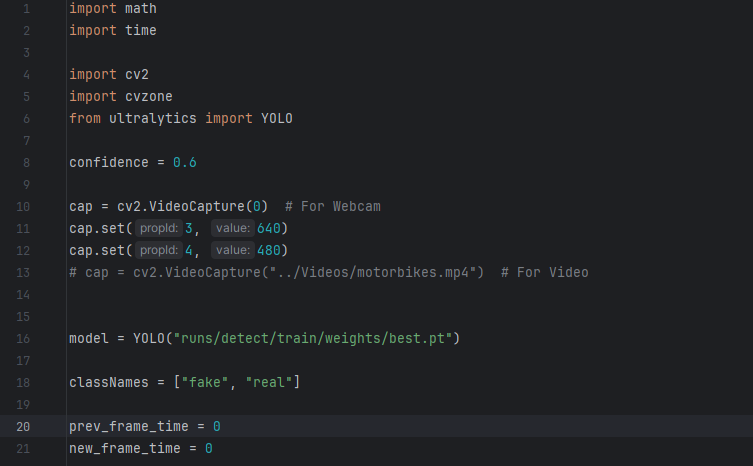 1 import math
2 import time
3
4 import cv2
5 import cvzone
6 from ultralytics import YOLO
7
8 confidence = 0.6
9
10 cap = cv2.VideoCapture(0)  # For Webcam
11 cap.set( propId: 3,  value: 640)
12 cap.set( propId: 4,  value: 480)
13 # cap = cv2.VideoCapture("../Videos/motorbikes.mp4")  # For Video
14
15
16 model = YOLO("runs/detect/train/weights/best.pt")
17
18 classNames = ["fake", "real"]
19
20 prev_frame_time = 0
21 new_frame_time = 0